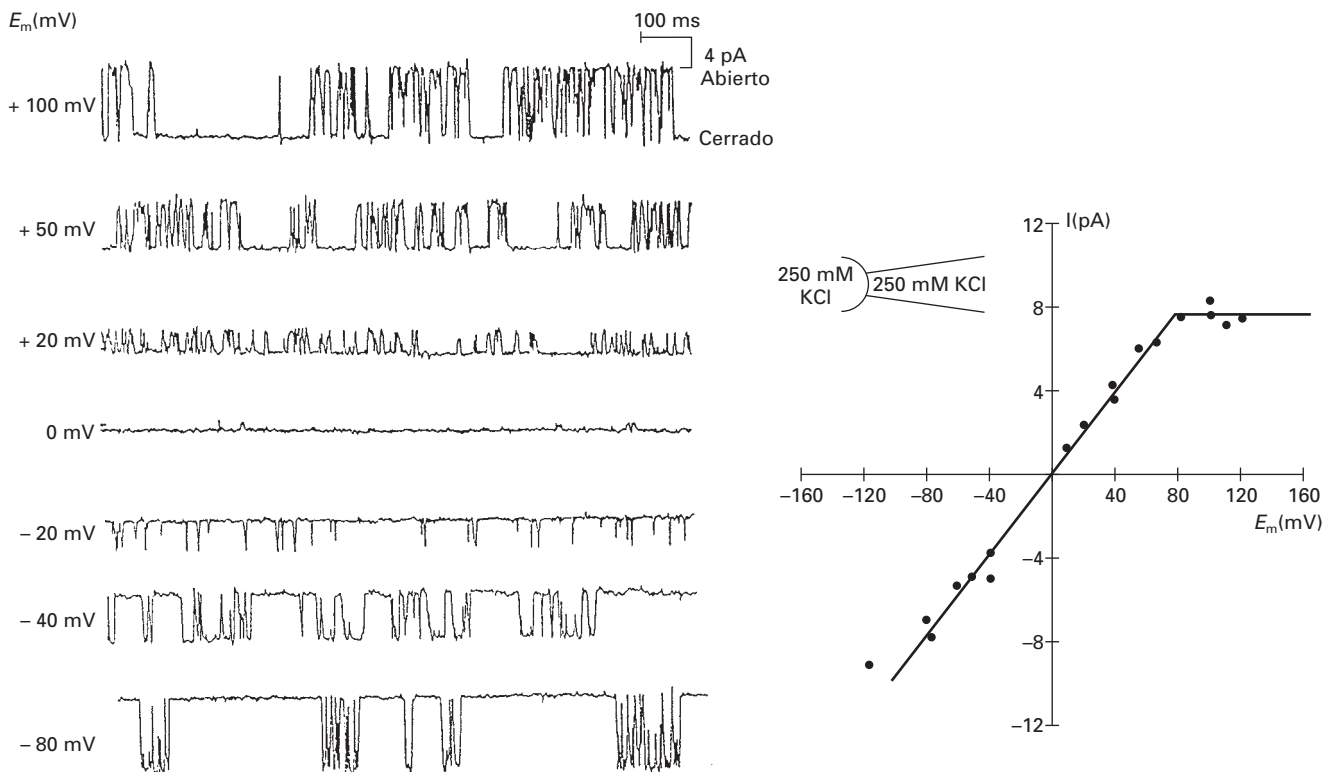 E_m(mV)
100 ms
4 pA
Abierto
+ 100 mV
Cerrado
+ 50 mV
+ 20 mV
0 mV
– 20 mV
– 40 mV
– 80 mV
250 mM
KCl
250 mM KCl
I(pA)
12
8
4
–4
–8
–12
–160 –120 –80 –40 40 80 120 160
E_m(mV)